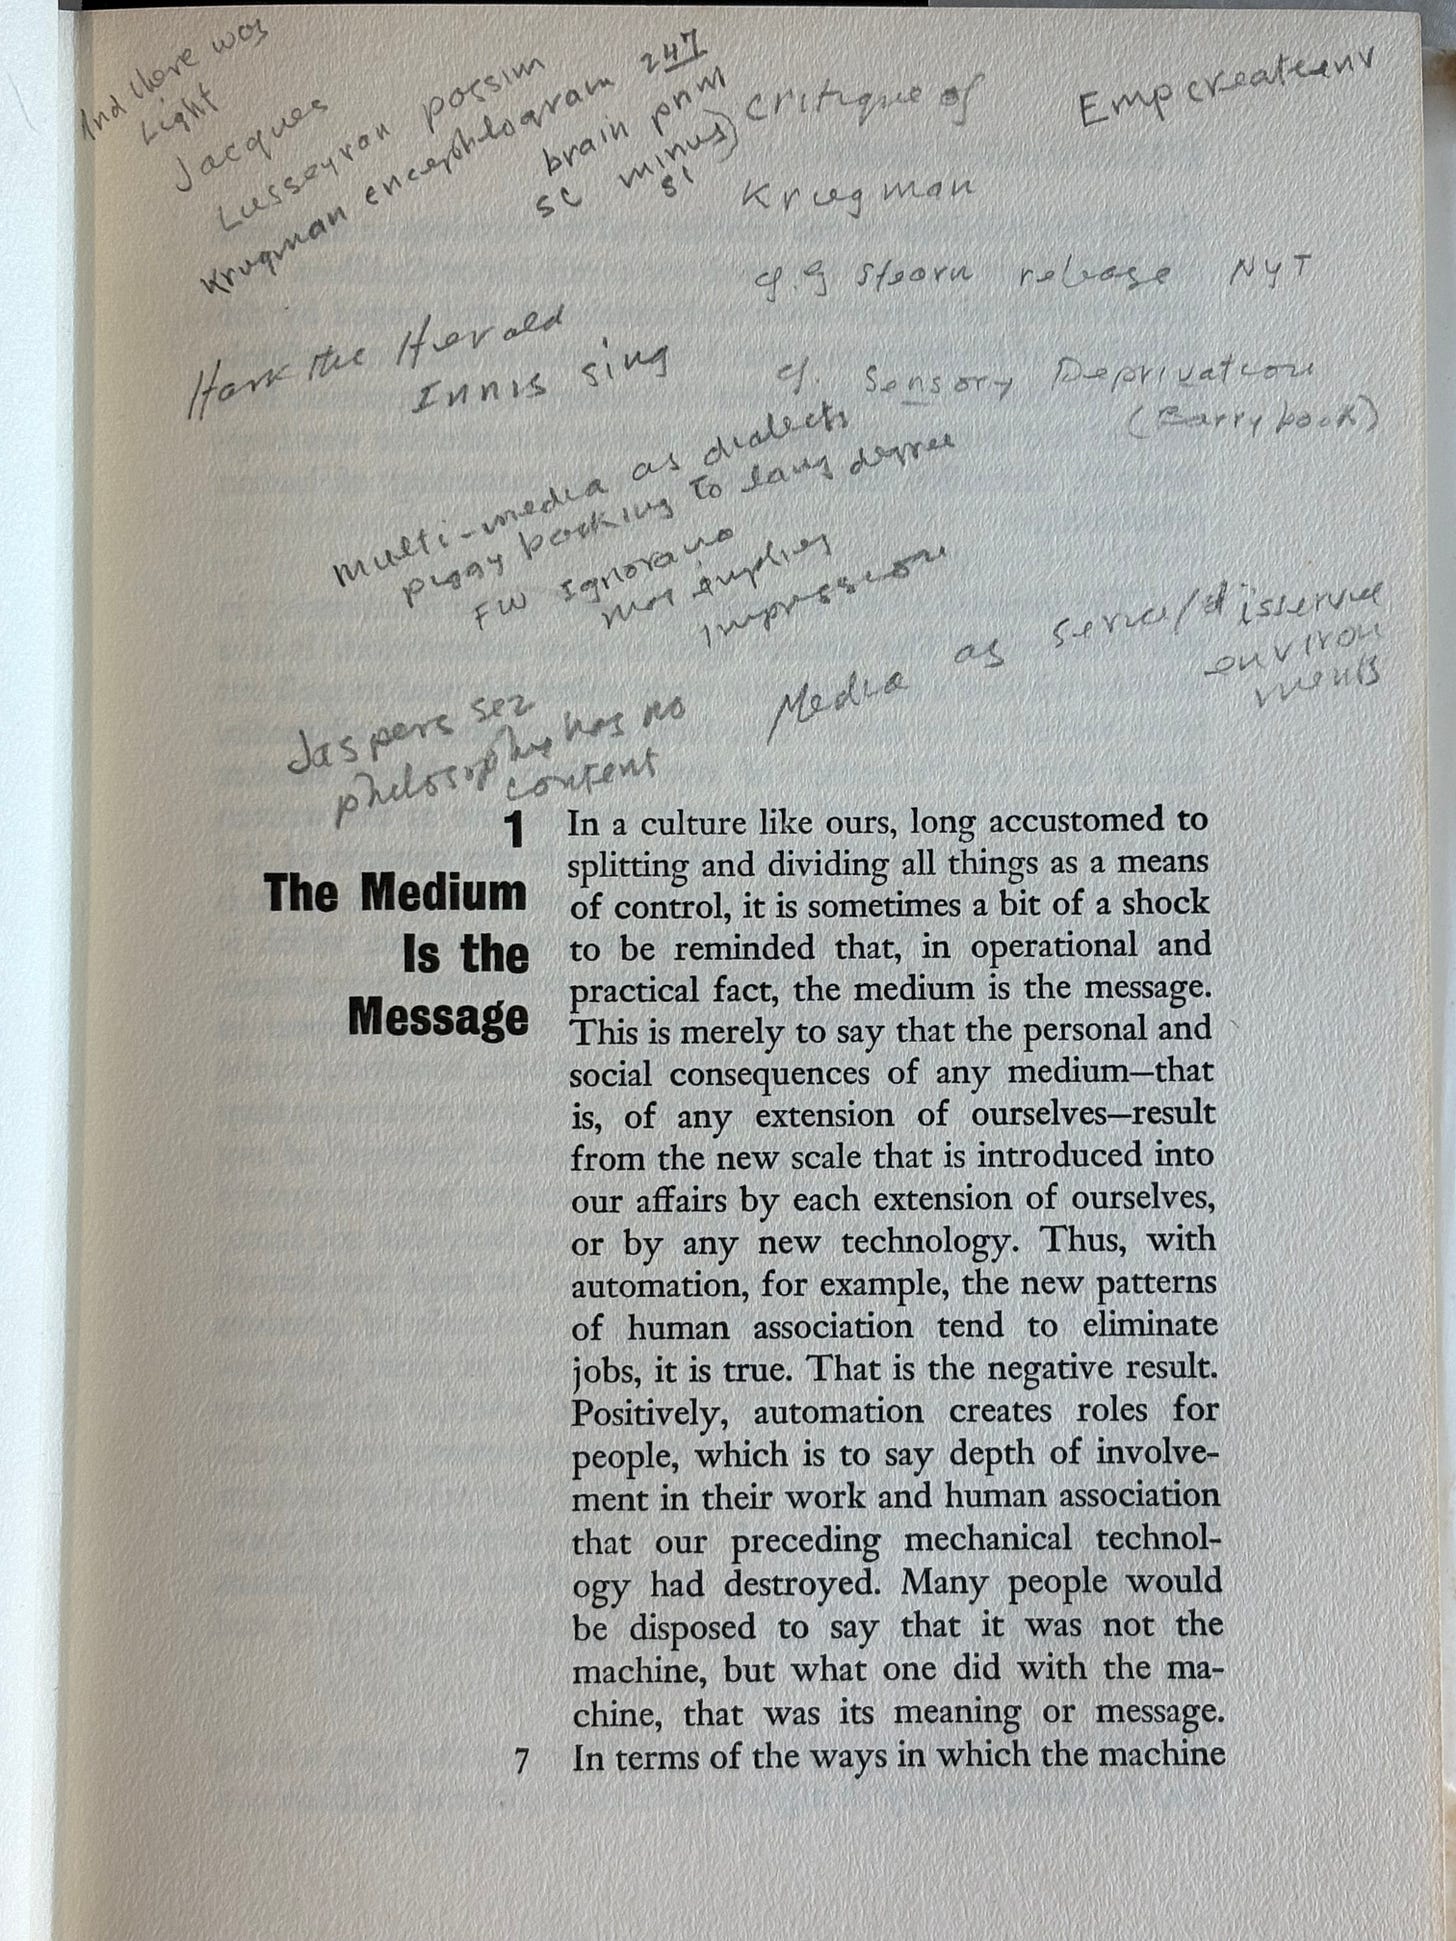 And there was
Light
Jacques
Lusseyran possim
Krugman encephlogram 247
brain pnm
sc minus
si
Critique of
Krugman
Emp create env
cf. G Stearn release NYT
Hark the Herald
Innis sing
cf. Sensory Deprivation
(Barry book)
Multi-media as dialects
piggy backing to lang degree
FW ignorano
mor implies
impression
Media as service/disservice
environ
ments
Jaspers sez
philosophy has no
content
1
The Medium
Is the
Message
In a culture like ours, long accustomed to
splitting and dividing all things as a means
of control, it is sometimes a bit of a shock
to be reminded that, in operational and
practical fact, the medium is the message.
This is merely to say that the personal and
social consequences of any medium—that
is, of any extension of ourselves—result
from the new scale that is introduced into
our affairs by each extension of ourselves,
or by any new technology. Thus, with
automation, for example, the new patterns
of human association tend to eliminate
jobs, it is true. That is the negative result.
Positively, automation creates roles for
people, which is to say depth of involve-
ment in their work and human association
that our preceding mechanical technol-
ogy had destroyed. Many people would
be disposed to say that it was not the
machine, but what one did with the ma-
chine, that was its meaning or message.
7 In terms of the ways in which the machine